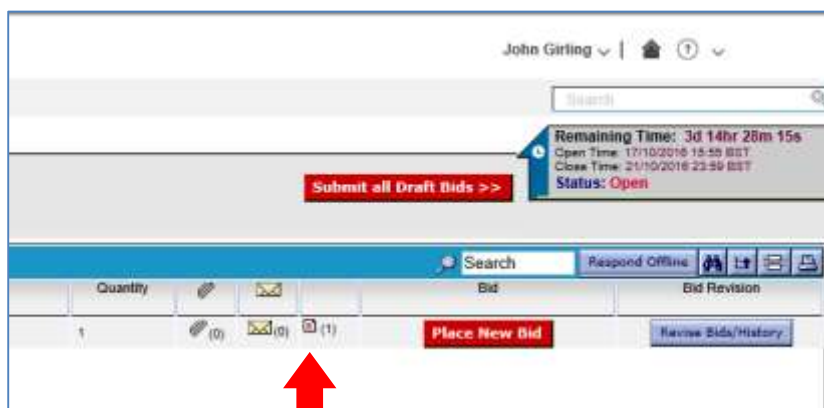 John Girling
Search
Remaining Time: 3d 14hr 28m 15s
Open Time: 17/10/2016 15:55 BST
Close Time: 21/10/2016 23:59 BST
Status: Open
Submit all Draft Bids >>
Search Respond Offline
Quantity Bid Bid Revision
1 (0) (0) (1) Place New Bid Revise Bids/History